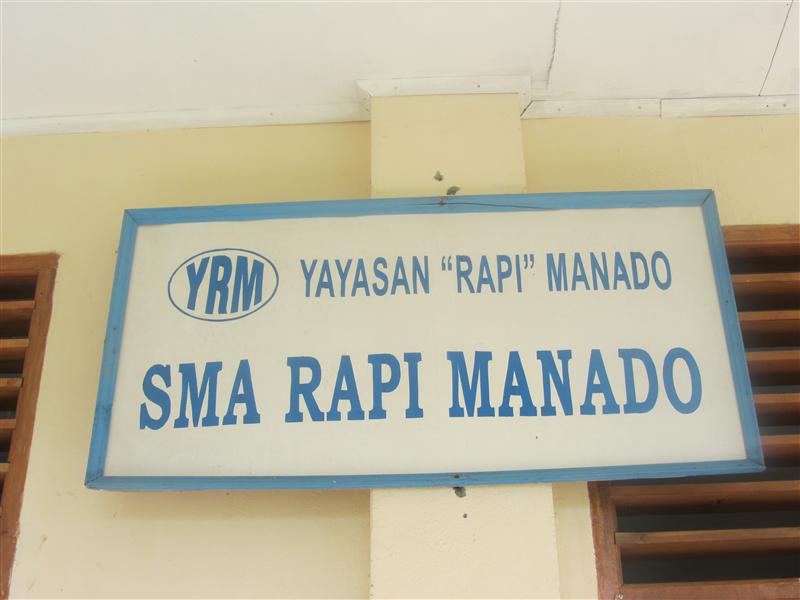 YRM YAYASAN “RAPI” MANADO
SMA RAPI MANADO